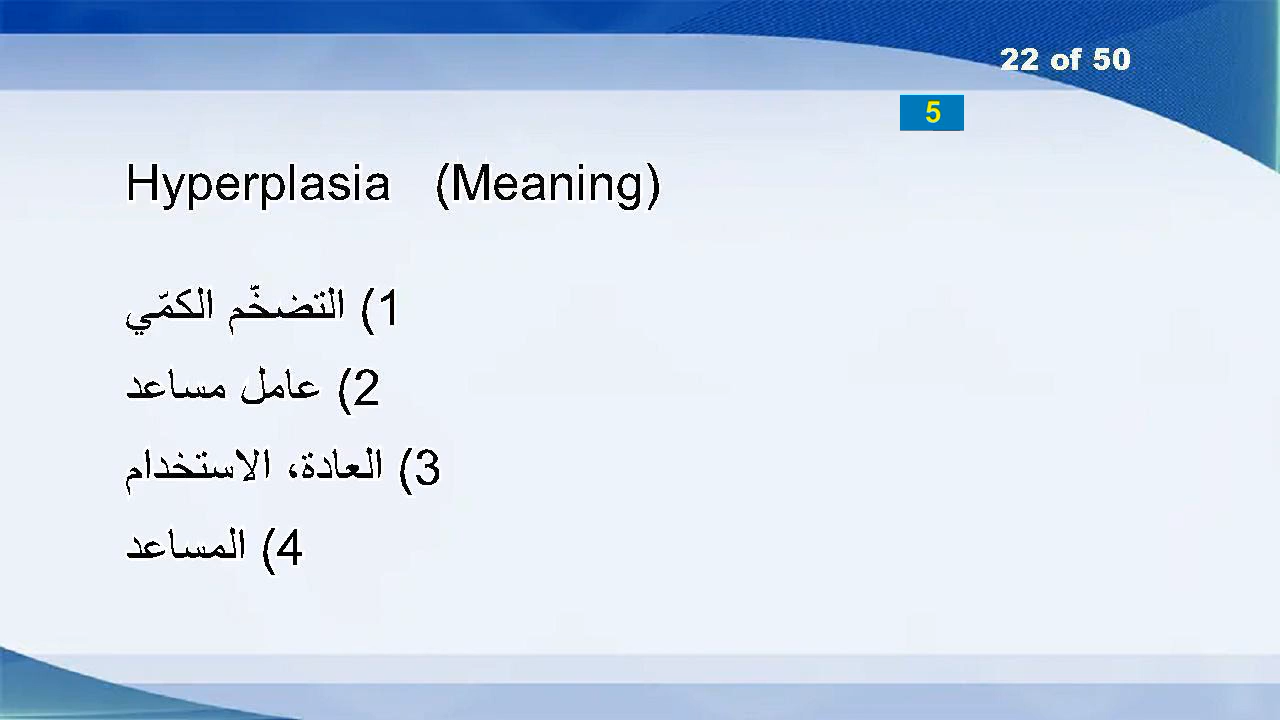 22 of 50
5
Hyperplasia (Meaning)
1) التضخّم الكمّي
2) عامل مساعد
3) العادة، الاستخدام
4) المساعد